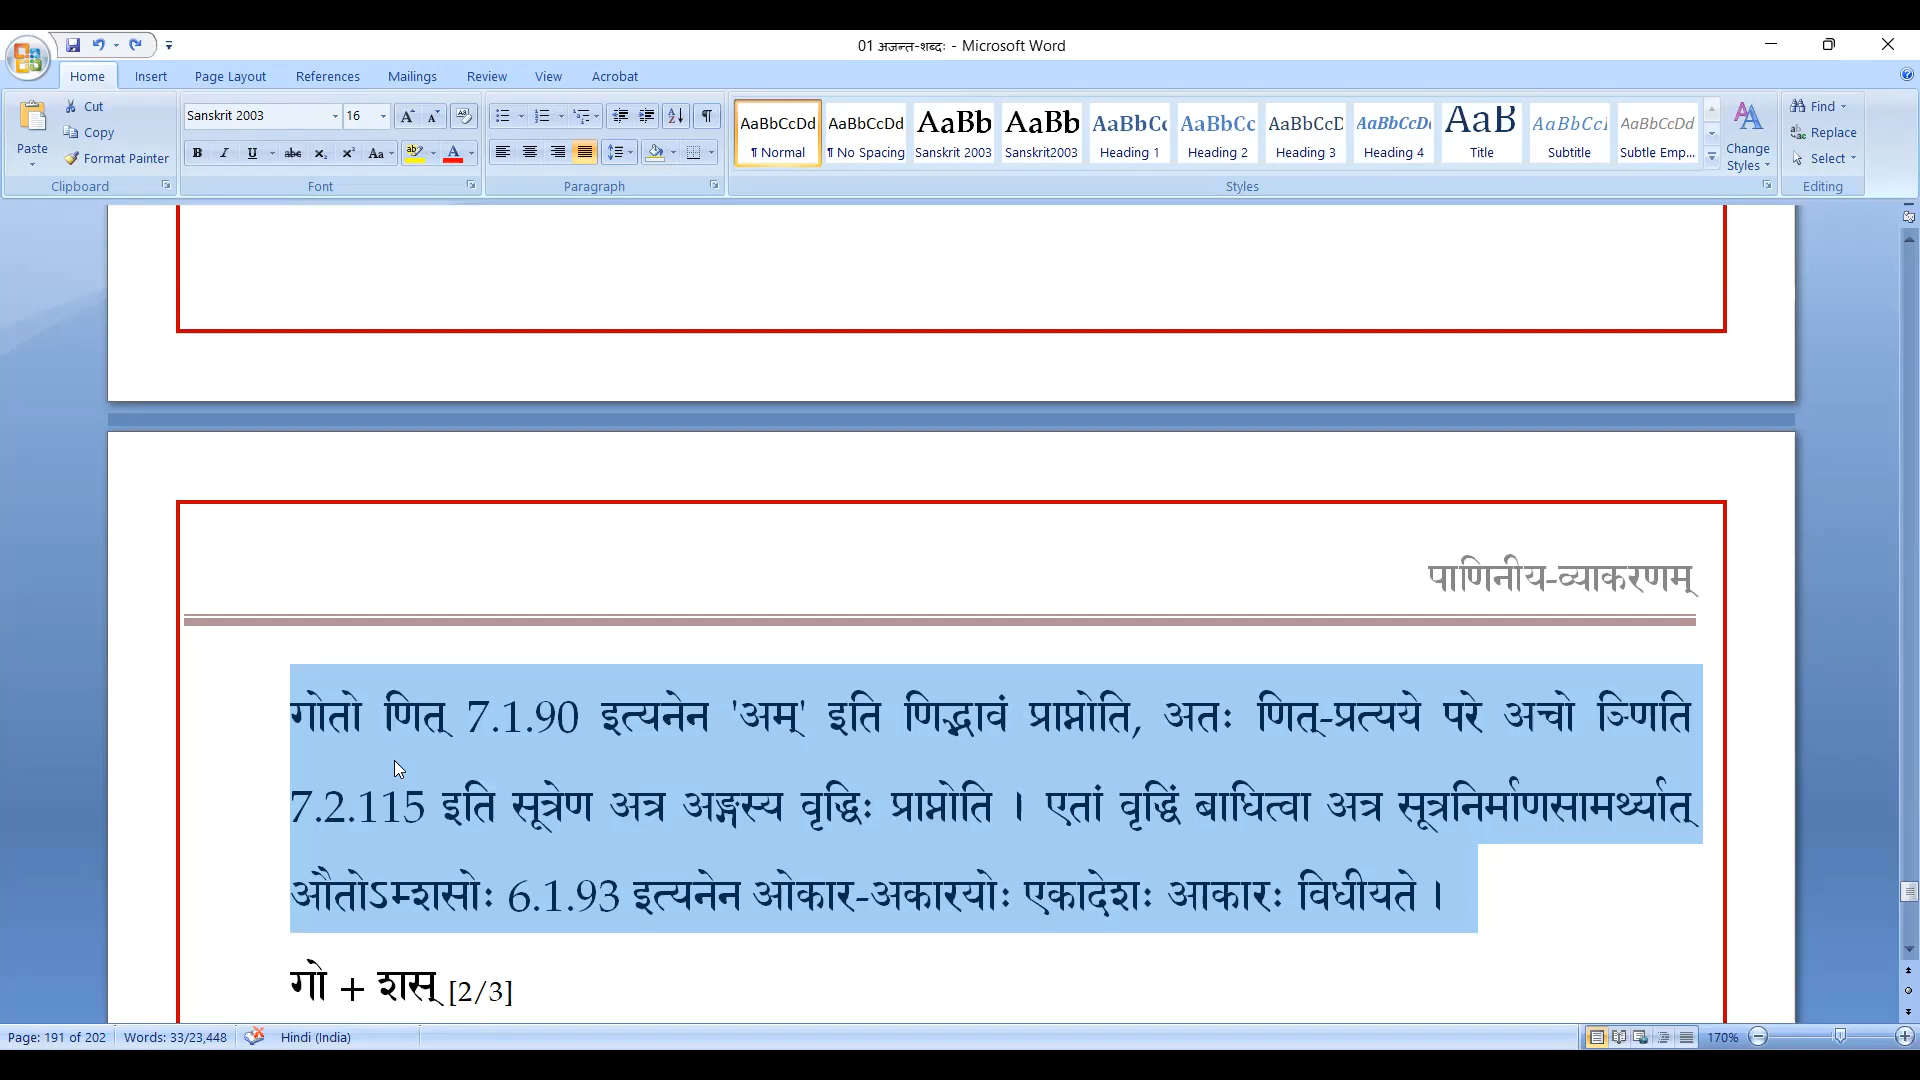 01 अजन्त-शब्दः - Microsoft Word
Home Insert Page Layout References Mailings Review View Acrobat
Paste
Cut
Copy
Format Painter
Clipboard
Sanskrit 2003 16
Font
Paragraph
AaBbCcDd AaBbCcDd AaBb AaBb AaBbCc AaBbCc AaBbCcD AaBbCcDd AaB AaBbCcl AaBbCcDd
¶ Normal ¶ No Spacing Sanskrit 2003 Sanskrit2003 Heading 1 Heading 2 Heading 3 Heading 4 Title Subtitle Subtle Emp...
Styles
Change Styles
Find
Replace
Select
Editing
पाणिनीय-व्याकरणम्
गोतो णित् 7.1.90 इत्यनेन 'अम्' इति णिद्भावं प्राप्नोति, अतः णित्-प्रत्यये परे अचो ञ्णिति
7.2.115 इति सूत्रेण अत्र अङ्गस्य वृद्धिः प्राप्नोति । एतां वृद्धिं बाधित्वा अत्र सूत्रनिर्माणसामर्थ्यात्
औतोऽम्शसोः 6.1.93 इत्यनेन ओकार-अकारयोः एकादेशः आकारः विधीयते ।
गो + शस् [2/3]
Page: 191 of 202 Words: 33/23,448 Hindi (India) 170%